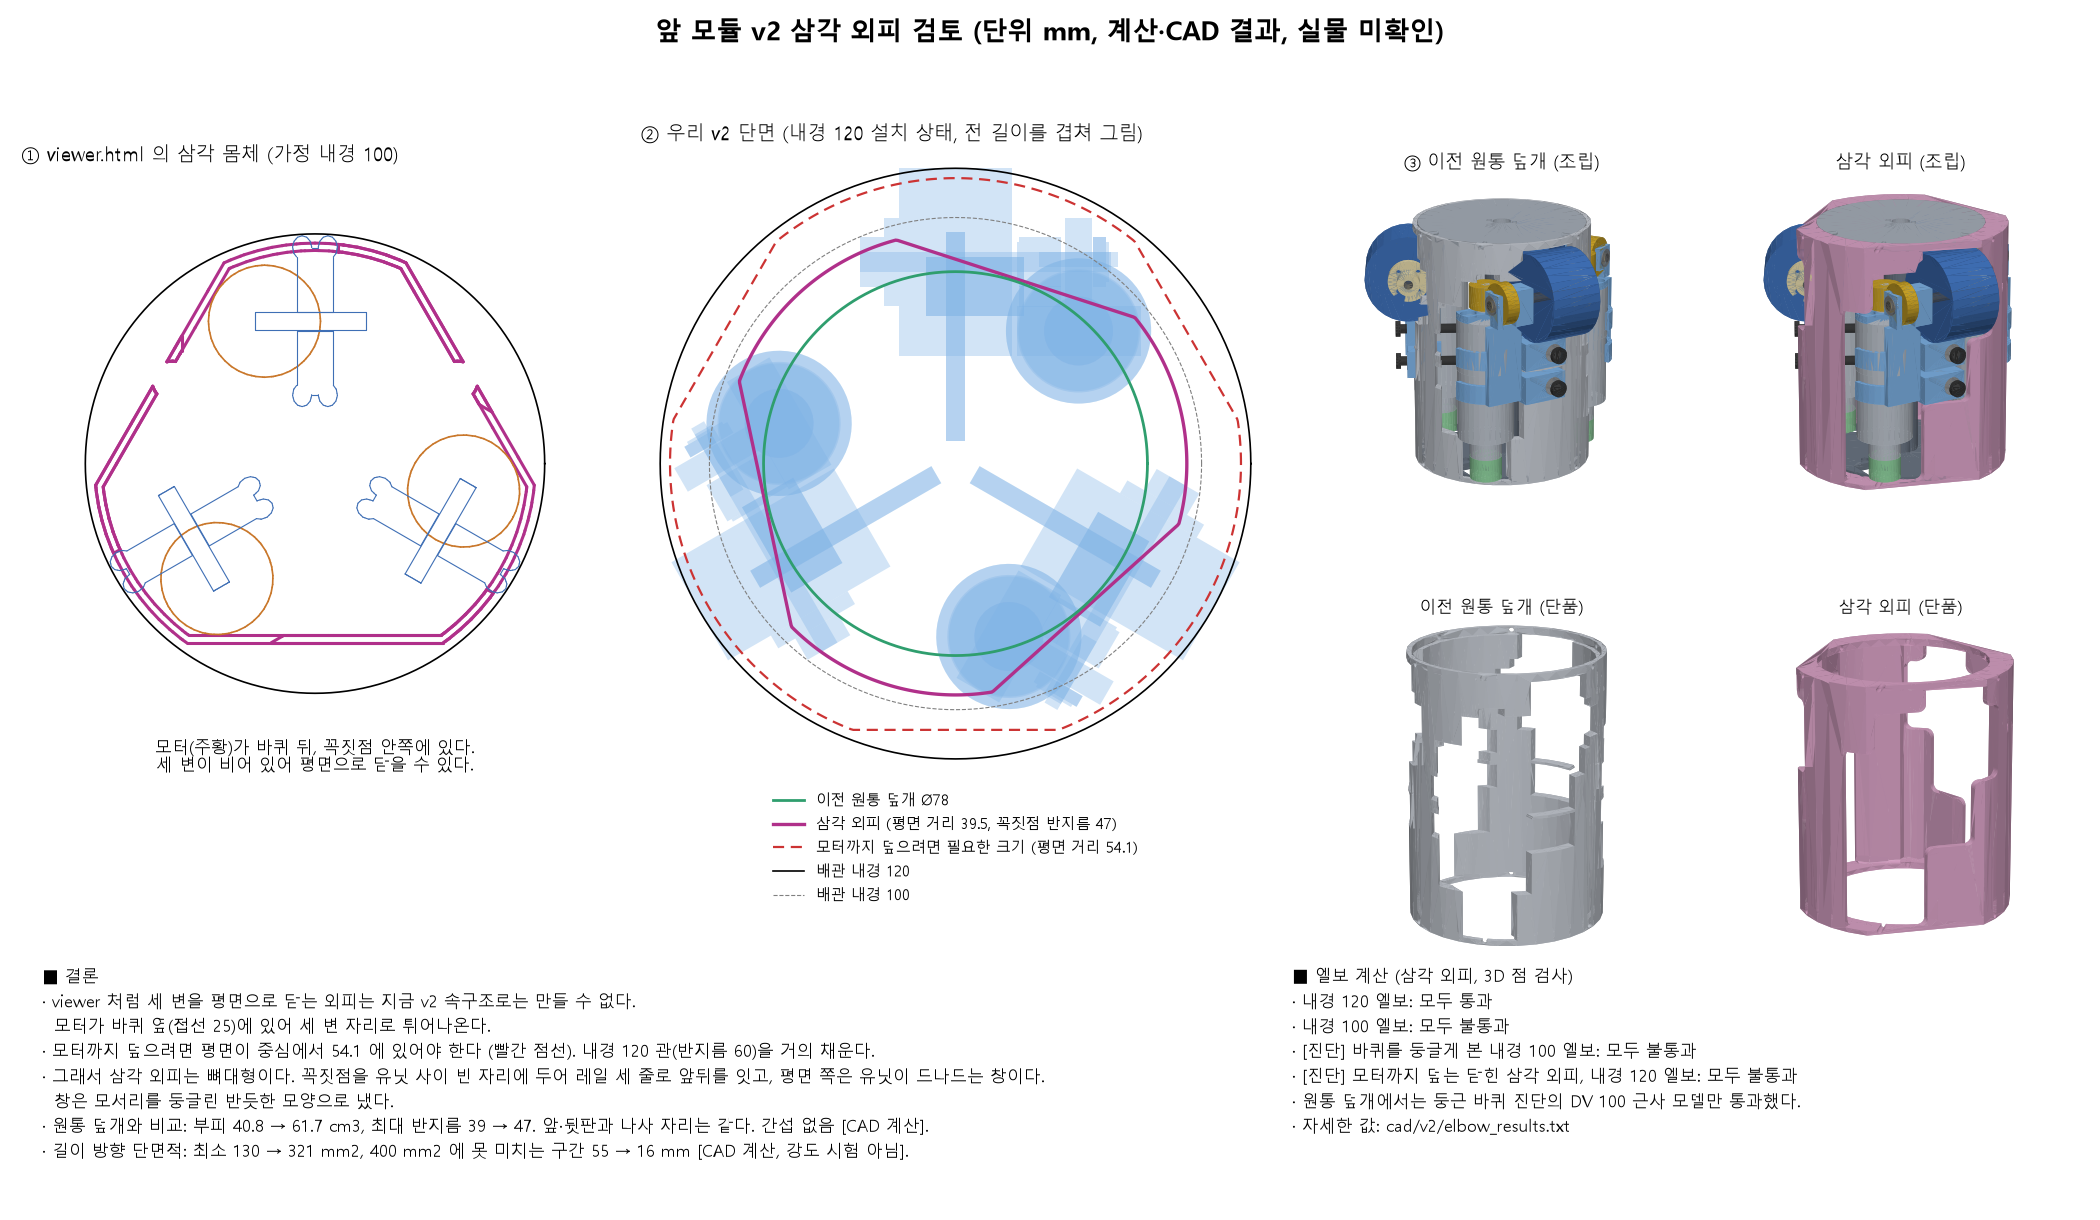 앞 모듈 v2 삼각 외피 검토 (단위 mm, 계산·CAD 결과, 실물 미확인)
① viewer.html 의 삼각 몸체 (가정 내경 100)
모터(주황)가 바퀴 뒤, 꼭짓점 안쪽에 있다.
세 변이 비어 있어 평면으로 닫을 수 있다.
② 우리 v2 단면 (내경 120 설치 상태, 전 길이를 겹쳐 그림)
이전 원통 덮개 Ø78
삼각 외피 (평면 거리 39.5, 꼭짓점 반지름 47)
모터까지 덮으려면 필요한 크기 (평면 거리 54.1)
배관 내경 120
배관 내경 100
③ 이전 원통 덮개 (조립)
삼각 외피 (조립)
이전 원통 덮개 (단품)
삼각 외피 (단품)
■ 결론
· viewer 처럼 세 변을 평면으로 닫는 외피는 지금 v2 속구조로는 만들 수 없다.
모터가 바퀴 옆(접선 25)에 있어 세 변 자리로 튀어나온다.
· 모터까지 덮으려면 평면이 중심에서 54.1 에 있어야 한다 (빨간 점선). 내경 120 관(반지름 60)을 거의 채운다.
· 그래서 삼각 외피는 뼈대형이다. 꼭짓점을 유닛 사이 빈 자리에 두어 레일 세 줄로 앞뒤를 잇고, 평면 쪽은 유닛이 드나드는 창이다.
창은 모서리를 둥글린 반듯한 모양으로 냈다.
· 원통 덮개와 비교: 부피 40.8 → 61.7 cm3, 최대 반지름 39 → 47. 앞·뒷판과 나사 자리는 같다. 간섭 없음 [CAD 계산].
· 길이 방향 단면적: 최소 130 → 321 mm2, 400 mm2 에 못 미치는 구간 55 → 16 mm [CAD 계산, 강도 시험 아님].
■ 엘보 계산 (삼각 외피, 3D 점 검사)
· 내경 120 엘보: 모두 통과
· 내경 100 엘보: 모두 불통과
· [진단] 바퀴를 둥글게 본 내경 100 엘보: 모두 불통과
· [진단] 모터까지 덮는 닫힌 삼각 외피, 내경 120 엘보: 모두 불통과
· 원통 덮개에서는 둥근 바퀴 진단의 DV 100 근사 모델만 통과했다.
· 자세한 값: cad/v2/elbow_results.txt